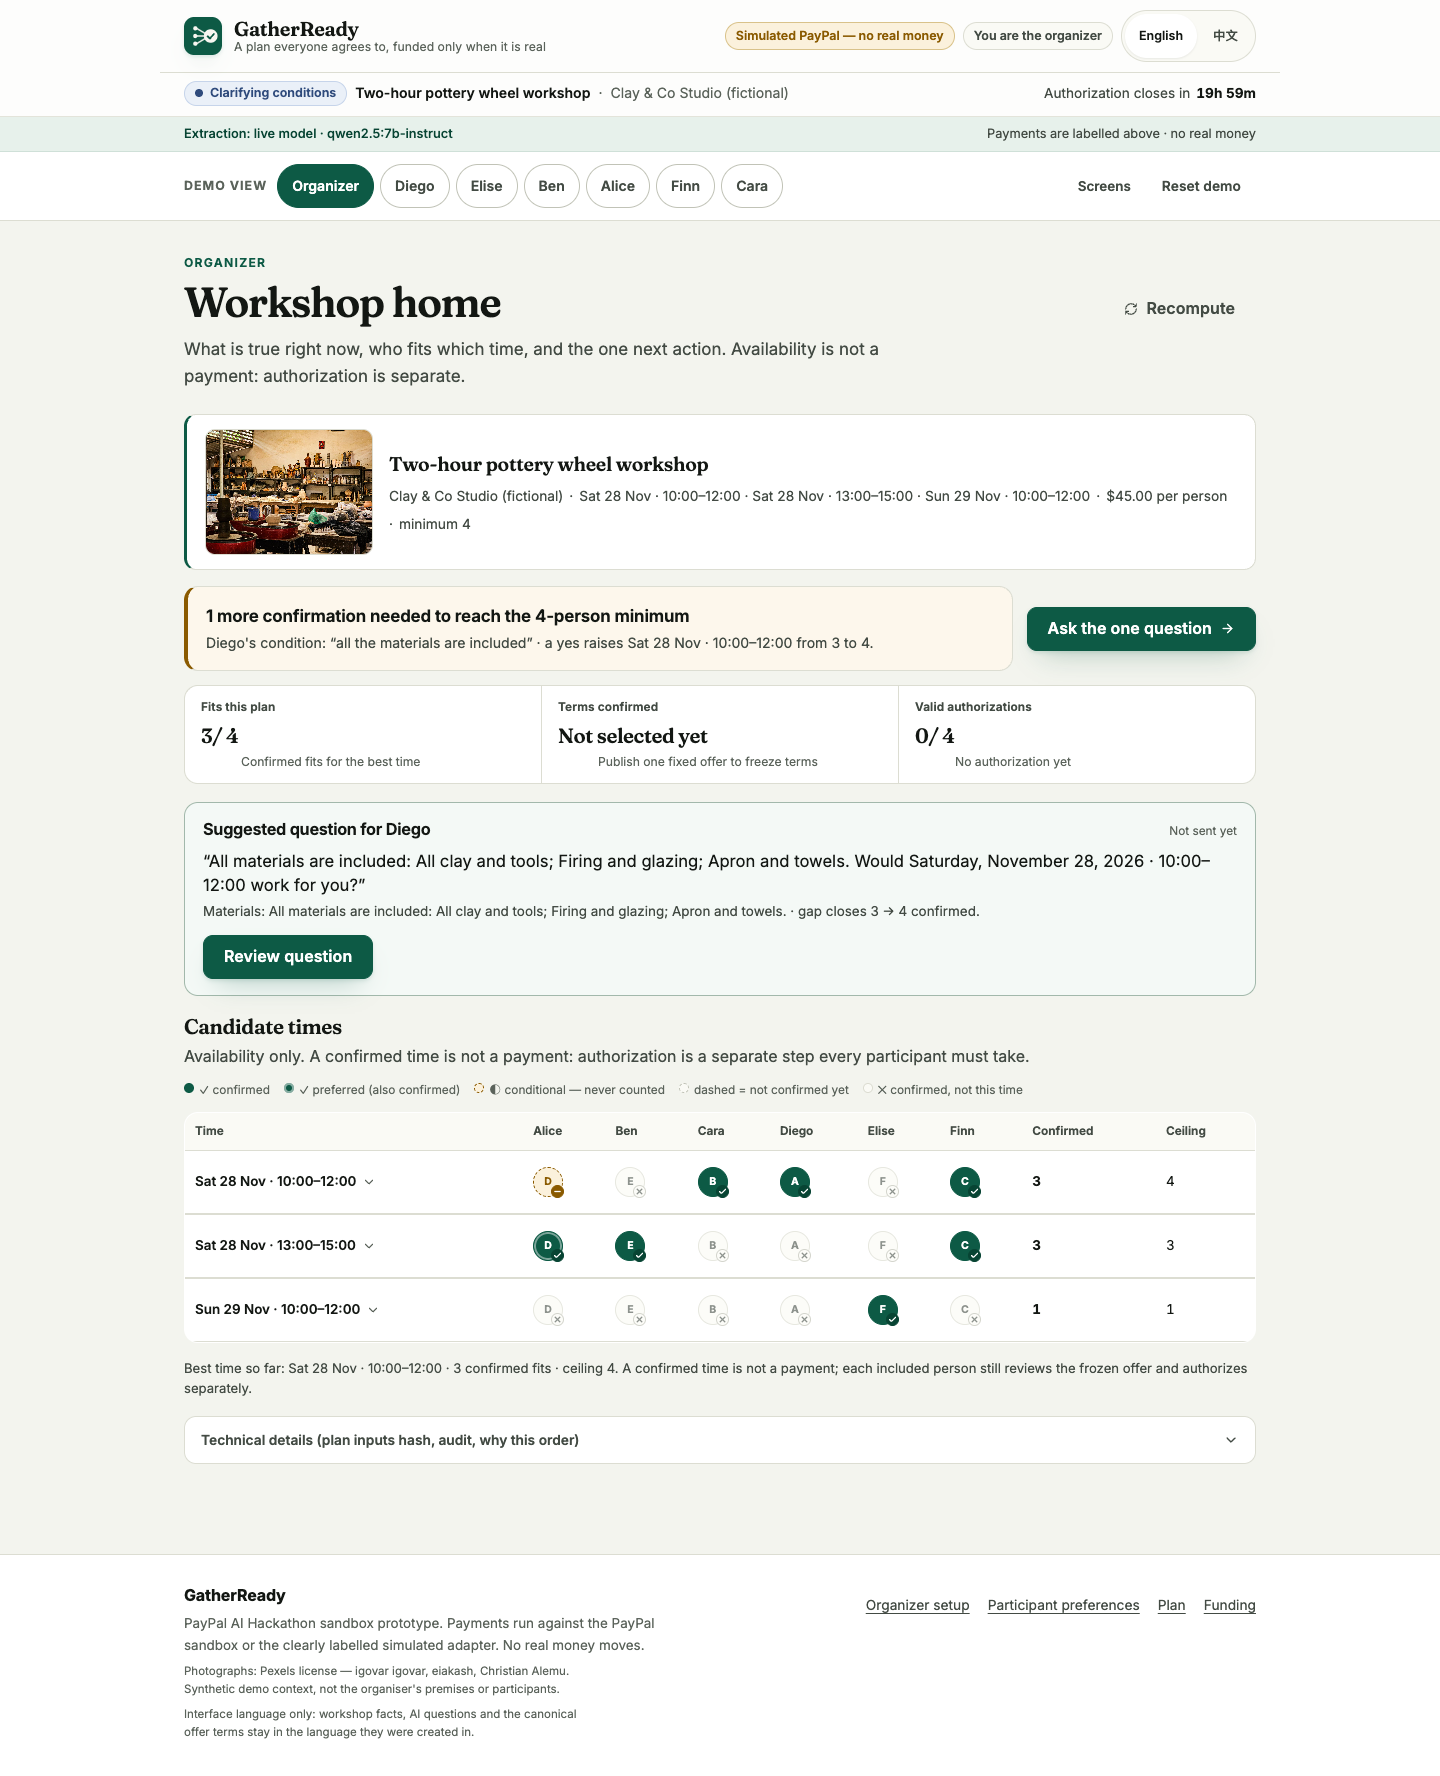 GatherReady
A plan everyone agrees to, funded only when it is real
Simulated PayPal — no real money
You are the organizer
English
中文
Clarifying conditions
Two-hour pottery wheel workshop · Clay & Co Studio (fictional)
Authorization closes in 19h 59m
Extraction: live model · qwen2.5:7b-instruct
Payments are labelled above · no real money
DEMO VIEW
Organizer
Diego
Elise
Ben
Alice
Finn
Cara
Screens
Reset demo
ORGANIZER
Workshop home
Recompute
What is true right now, who fits which time, and the one next action. Availability is not a
payment: authorization is separate.
Two-hour pottery wheel workshop
Clay & Co Studio (fictional) · Sat 28 Nov · 10:00–12:00 · Sat 28 Nov · 13:00–15:00 · Sun 29 Nov · 10:00–12:00 · $45.00 per person
· minimum 4
1 more confirmation needed to reach the 4-person minimum
Diego's condition: “all the materials are included” · a yes raises Sat 28 Nov · 10:00–12:00 from 3 to 4.
Ask the one question →
Fits this plan
3/4
Confirmed fits for the best time
Terms confirmed
Not selected yet
Publish one fixed offer to freeze terms
Valid authorizations
0/4
No authorization yet
Suggested question for Diego
Not sent yet
“All materials are included: All clay and tools; Firing and glazing; Apron and towels. Would Saturday, November 28, 2026 · 10:00–
12:00 work for you?”
Materials: All materials are included: All clay and tools; Firing and glazing; Apron and towels. · gap closes 3 → 4 confirmed.
Review question
Candidate times
Availability only. A confirmed time is not a payment: authorization is a separate step every participant must take.
✓ confirmed ✓ preferred (also confirmed) ◐ conditional — never counted dashed = not confirmed yet ✕ confirmed, not this time
Time Alice Ben Cara Diego Elise Finn Confirmed Ceiling
Sat 28 Nov · 10:00–12:00 D E B A F C 3 4
Sat 28 Nov · 13:00–15:00 D E B A F C 3 3
Sun 29 Nov · 10:00–12:00 D E B A F C 1 1
Best time so far: Sat 28 Nov · 10:00–12:00 · 3 confirmed fits · ceiling 4. A confirmed time is not a payment; each included person still reviews the frozen offer and authorizes
separately.
Technical details (plan inputs hash, audit, why this order)
GatherReady
PayPal AI Hackathon sandbox prototype. Payments run against the PayPal
sandbox or the clearly labelled simulated adapter. No real money moves.
Photographs: Pexels license — igovar igovar, eiakash, Christian Alemu.
Synthetic demo context, not the organiser's premises or participants.
Interface language only: workshop facts, AI questions and the canonical
offer terms stay in the language they were created in.
Organizer setup
Participant preferences
Plan
Funding